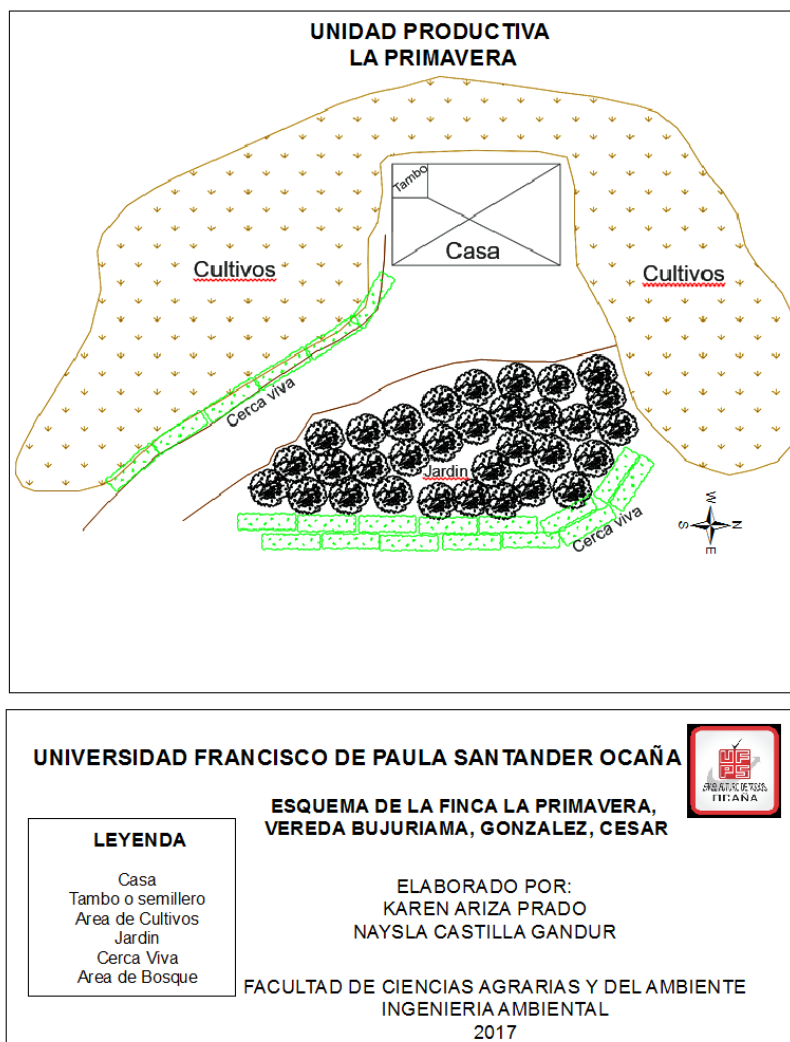 UNIDAD PRODUCTIVA
LA PRIMAVERA
Tambo
Casa
Cultivos
Cultivos
Cerca viva
Jardin
Cerca viva
W
S N
E
UNIVERSIDAD FRANCISCO DE PAULA SANTANDER OCAÑA
UFPS
OCAÑA
ESQUEMA DE LA FINCA LA PRIMAVERA,
VEREDA BUJURIAMA, GONZALEZ, CESAR
LEYENDA
Casa
Tambo o semillero
Area de Cultivos
Jardin
Cerca Viva
Area de Bosque
ELABORADO POR:
KAREN ARIZA PRADO
NAYSLA CASTILLA GANDUR
FACULTAD DE CIENCIAS AGRARIAS Y DEL AMBIENTE
INGENIERIA AMBIENTAL
2017